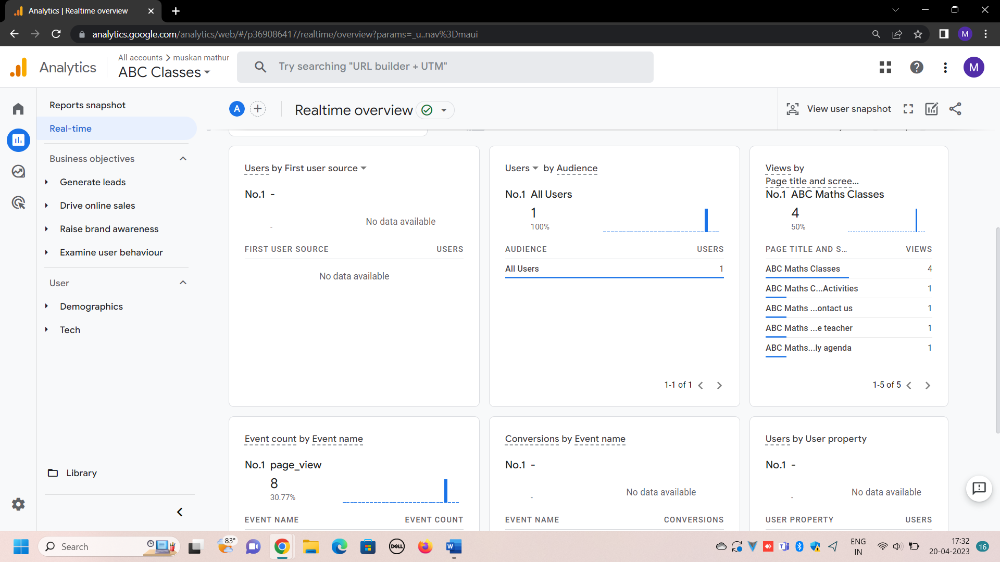 Analytics | Realtime overview
analytics.google.com/analytics/web/#/p369086417/realtime/overview?params=_u..nav%3Dmaui
M
Analytics
All accounts > muskan mathur
ABC Classes
Try searching "URL builder + UTM"
M
Reports snapshot
Real-time
Business objectives
Generate leads
Drive online sales
Raise brand awareness
Examine user behaviour
User
Demographics
Tech
Library
A
Realtime overview
View user snapshot
Users by First user source
No.1 -
-
No data available
FIRST USER SOURCE USERS
No data available
Users by Audience
No.1 All Users
1
100%
AUDIENCE USERS
All Users 1
1-1 of 1
Views by
Page title and scree...
No.1 ABC Maths Classes
4
50%
PAGE TITLE AND S... VIEWS
ABC Maths Classes 4
ABC Maths C...Activities 1
ABC Maths ...ontact us 1
ABC Maths ...e teacher 1
ABC Maths...ly agenda 1
1-5 of 5
Event count by Event name
No.1 page_view
8
30.77%
EVENT NAME EVENT COUNT
Conversions by Event name
No.1 -
-
No data available
EVENT NAME CONVERSIONS
Users by User property
No.1 -
-
No data available
USER PROPERTY USERS
Search
83°
DELL
W
ENG
IN
17:32
20-04-2023
16